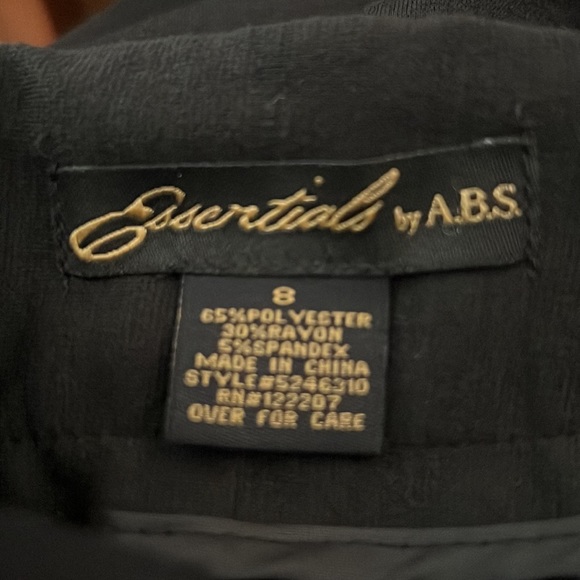 Essentials by A.B.S.
8
65%POLYESTER
30%RAYON
5%SPANDEX
MADE IN CHINA
STYLE#5246310
RN#122207
OVER FOR CARE